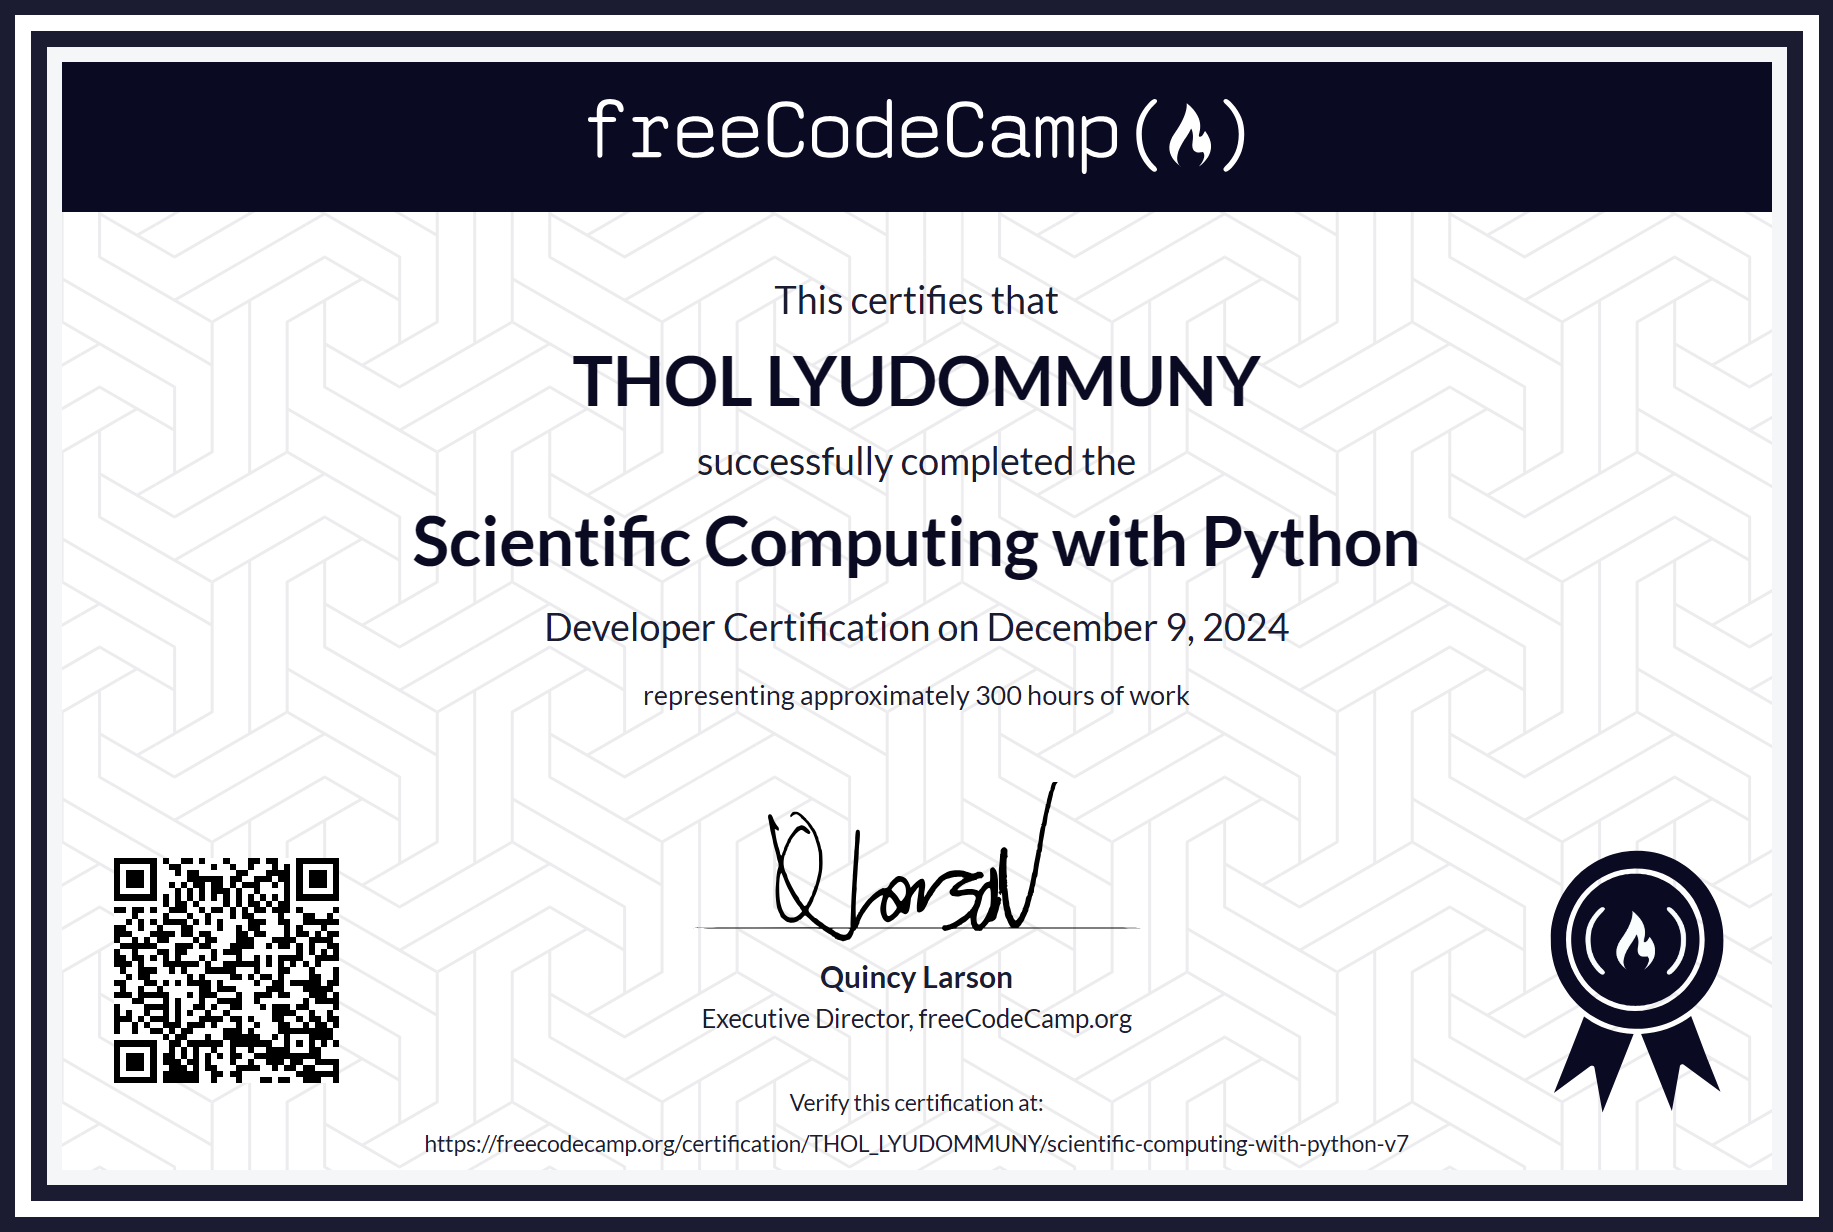 freeCodeCamp(🔥)
This certifies that
THOL LYUDOMMUNY
successfully completed the
Scientific Computing with Python
Developer Certification on December 9, 2024
representing approximately 300 hours of work
Quincy Larson
Executive Director, freeCodeCamp.org
Verify this certification at:
https://freecodecamp.org/certification/THOL_LYUDOMMUNY/scientific-computing-with-python-v7